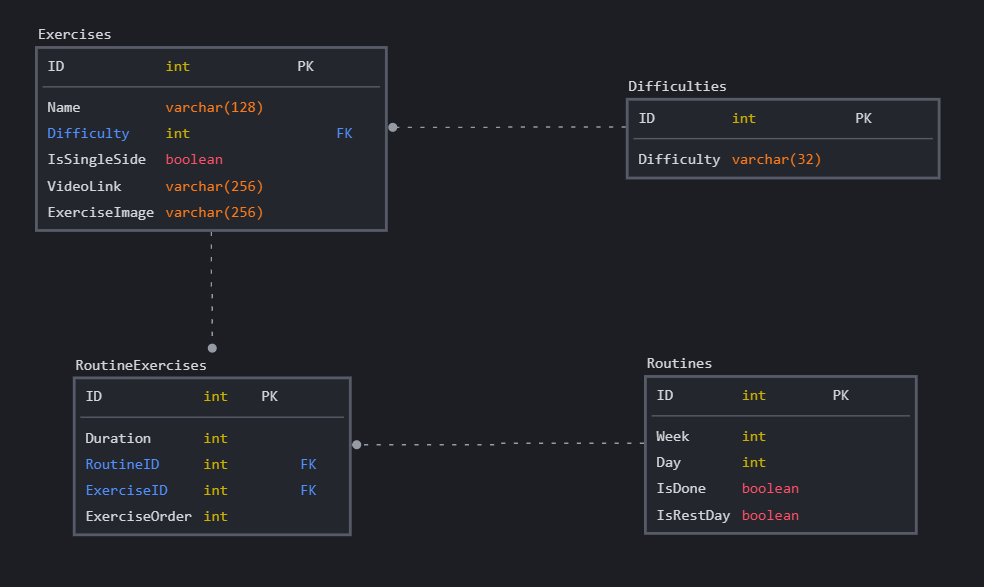 Exercises
ID int PK
Name varchar(128)
Difficulty int FK
IsSingleSide boolean
VideoLink varchar(256)
ExerciseImage varchar(256)
Difficulties
ID int PK
Difficulty varchar(32)
RoutineExercises
ID int PK
Duration int
RoutineID int FK
ExerciseID int FK
ExerciseOrder int
Routines
ID int PK
Week int
Day int
IsDone boolean
IsRestDay boolean